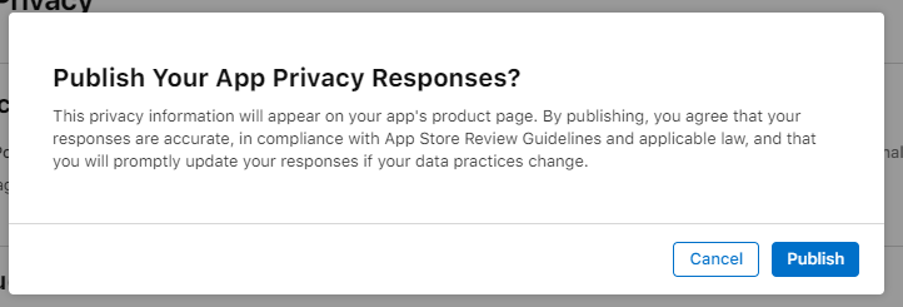 Privacy
Publish Your App Privacy Responses?
This privacy information will appear on your app's product page. By publishing, you agree that your
responses are accurate, in compliance with App Store Review Guidelines and applicable law, and that
you will promptly update your responses if your data practices change.
Cancel
Publish